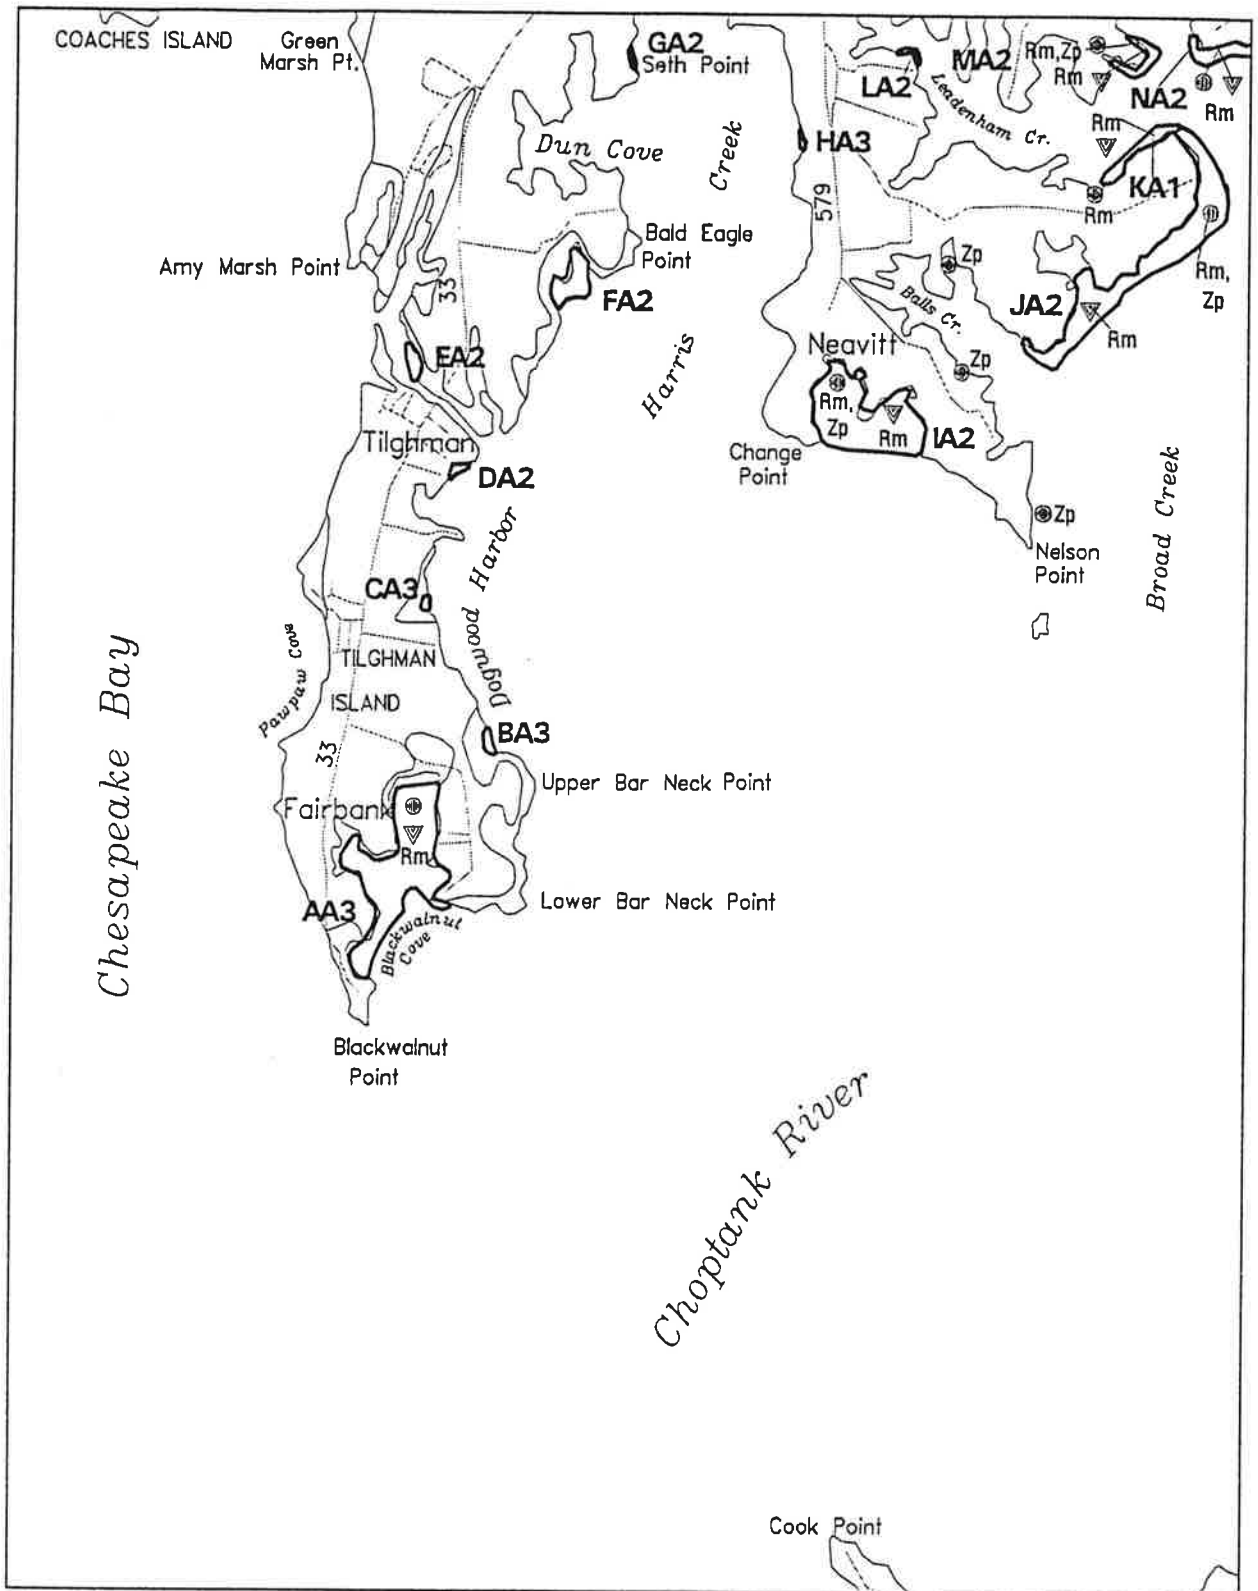 COACHES ISLAND
Green
Marsh Pt.
GA2
Seth Point
LA2
MA2
Rm,Zp
Rm
NA2
Rm
Leadenham Cr.
Rm
HA3
KA1
Rm
Dun Cove
Creek
579
Bald Eagle
Point
Amy Marsh Point
33
FA2
Zp
Rm,
Zp
JA2
Rm
Balls Cr.
EA2
Harris
Neavitt
Zp
Rm,
Zp
Rm
IA2
Tilghman
DA2
Change
Point
Zp
Nelson
Point
Broad Creek
CA3
Dogwood Harbor
Chesapeake Bay
Pawpaw Cove
TILGHMAN
ISLAND
33
BA3
Upper Bar Neck Point
Fairbank
Rm
AA3
Lower Bar Neck Point
Blackwalnut
Cove
Blackwalnut
Point
Choptank River
Cook Point